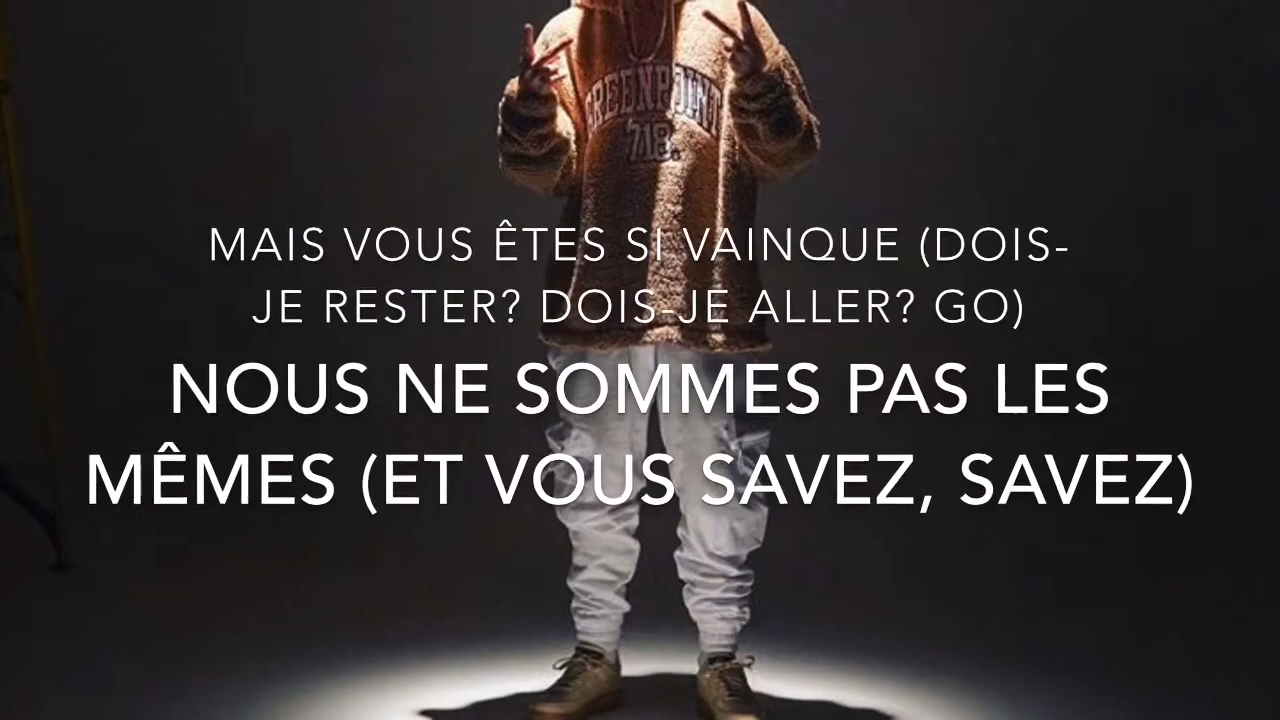 GREENPOINT
718.
MAIS VOUS ÊTES SI VAINQUE (DOIS-
JE RESTER? DOIS-JE ALLER? GO)
NOUS NE SOMMES PAS LES
MÊMES (ET VOUS SAVEZ, SAVEZ)